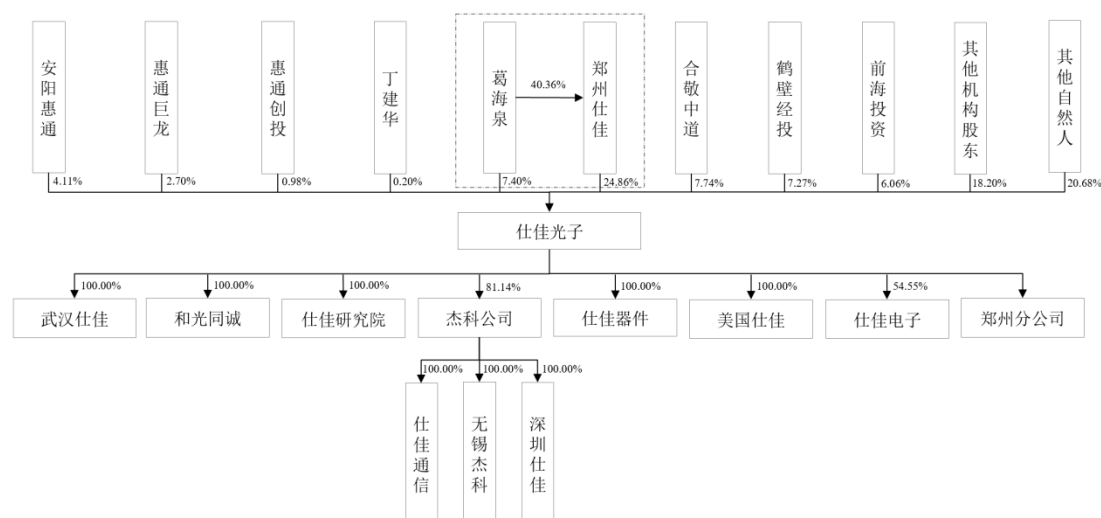 安阳惠通
惠通巨龙
惠通创投
丁建华
葛海泉
40.36%
郑州仕佳
合敬中道
鹤壁经投
前海投资
其他机构股东
其他自然人
4.11%
2.70%
0.98%
0.20%
7.40%
24.86%
7.74%
7.27%
6.06%
18.20%
20.68%
仕佳光子
100.00%
100.00%
100.00%
81.14%
100.00%
100.00%
54.55%
武汉仕佳
和光同诚
仕佳研究院
杰科公司
仕佳器件
美国仕佳
仕佳电子
郑州分公司
100.00%
100.00%
100.00%
仕佳通信
无锡杰科
深圳仕佳